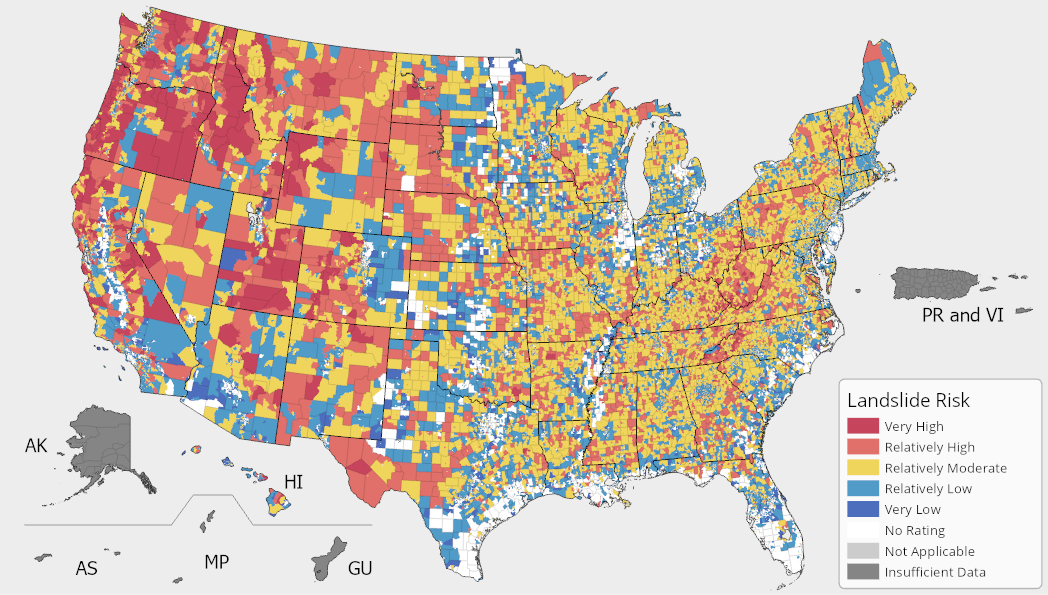 PR and VI
AK
HI
AS
MP
GU
Landslide Risk
Very High
Relatively High
Relatively Moderate
Relatively Low
Very Low
No Rating
Not Applicable
Insufficient Data